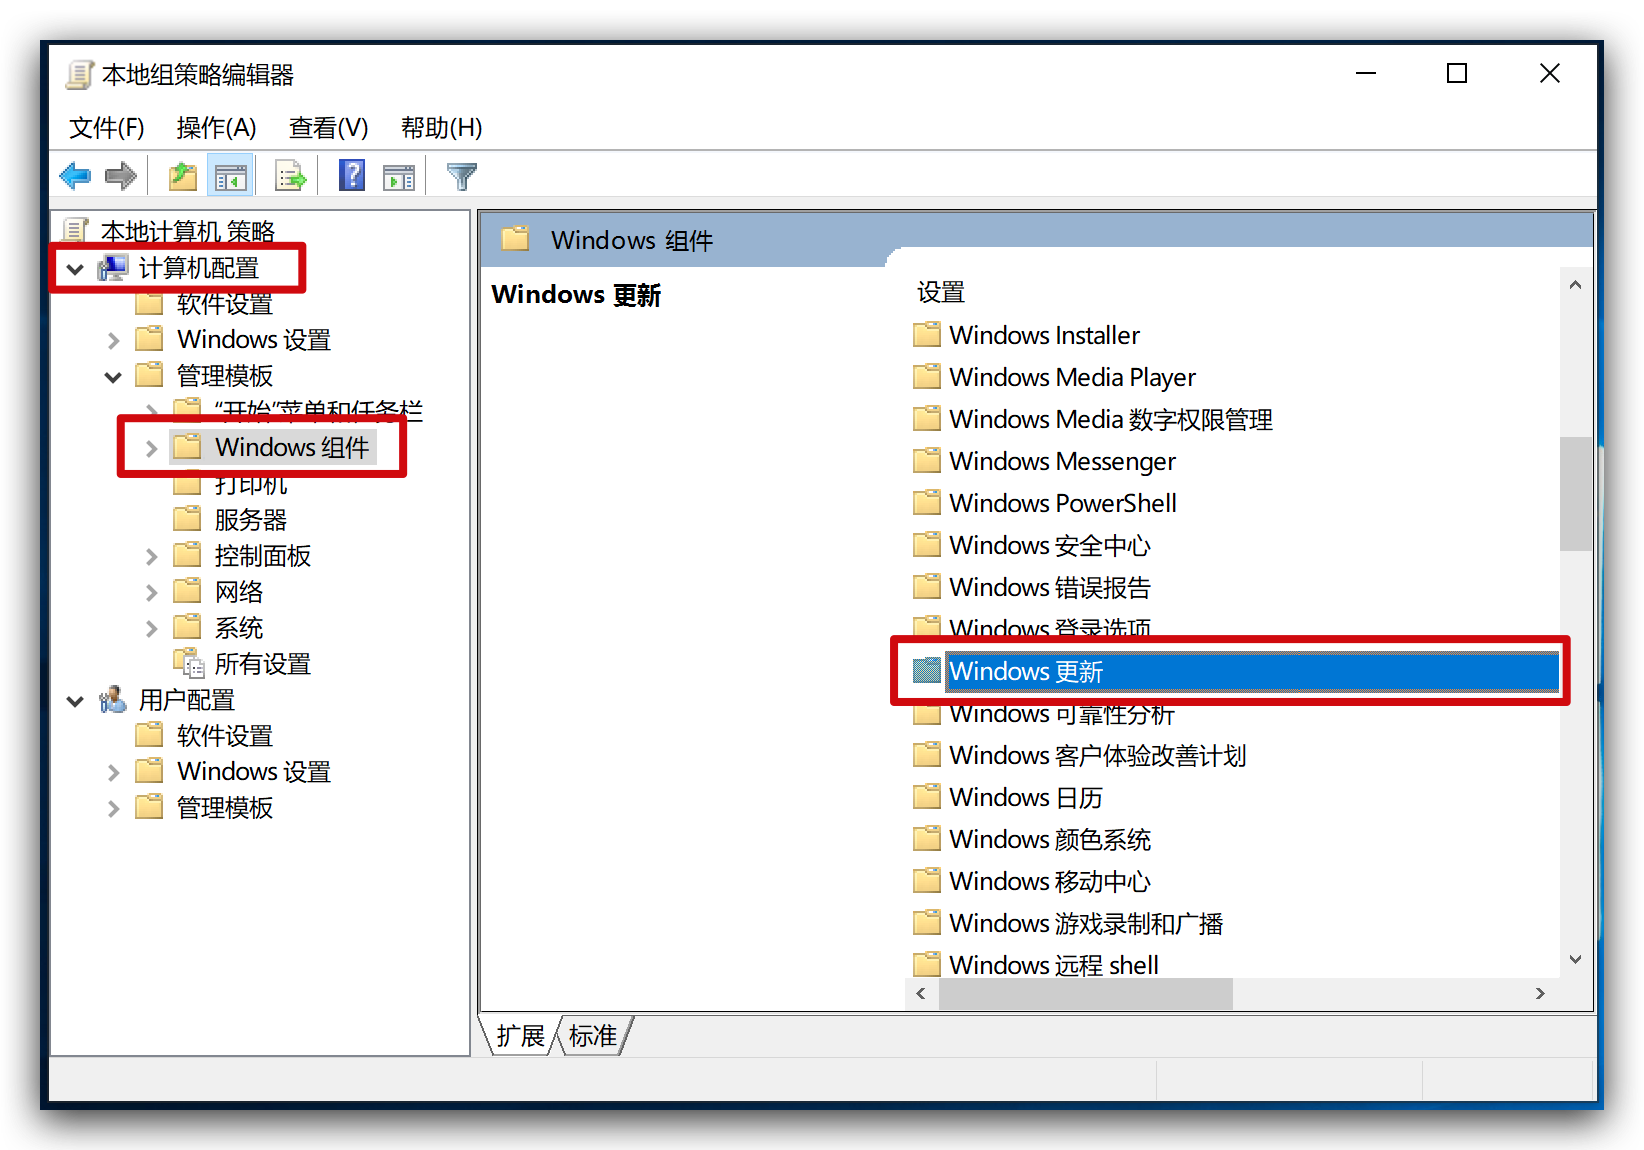 本地组策略编辑器
文件(F) 操作(A) 查看(V) 帮助(H)
本地计算机 策略
计算机配置
软件设置
Windows 设置
管理模板
“开始”菜单和任务栏
Windows 组件
打印机
服务器
控制面板
网络
系统
所有设置
用户配置
软件设置
Windows 设置
管理模板
Windows 组件
Windows 更新
设置
Windows Installer
Windows Media Player
Windows Media 数字权限管理
Windows Messenger
Windows PowerShell
Windows 安全中心
Windows 错误报告
Windows 登录选项
Windows 更新
Windows 可靠性分析
Windows 客户体验改善计划
Windows 日历
Windows 颜色系统
Windows 移动中心
Windows 游戏录制和广播
Windows 远程 shell
扩展 标准